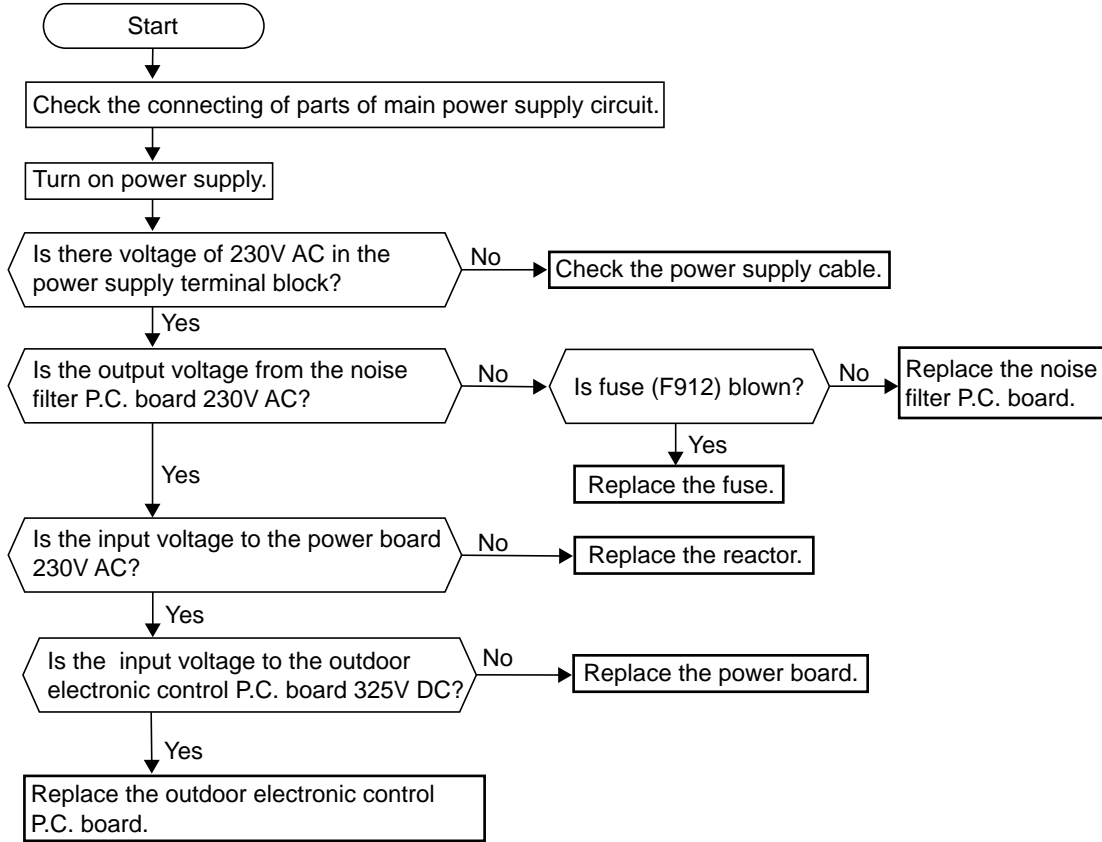 Start
Check the connecting of parts of main power supply circuit.
Turn on power supply.
Is there voltage of 230V AC in the
power supply terminal block?
No
Check the power supply cable.
Yes
Is the output voltage from the noise
filter P.C. board 230V AC?
No
Is fuse (F912) blown?
No
Replace the noise
filter P.C. board.
Yes
Replace the fuse.
Yes
Is the input voltage to the power board
230V AC?
No
Replace the reactor.
Yes
Is the input voltage to the outdoor
electronic control P.C. board 325V DC?
No
Replace the power board.
Yes
Replace the outdoor electronic control
P.C. board.